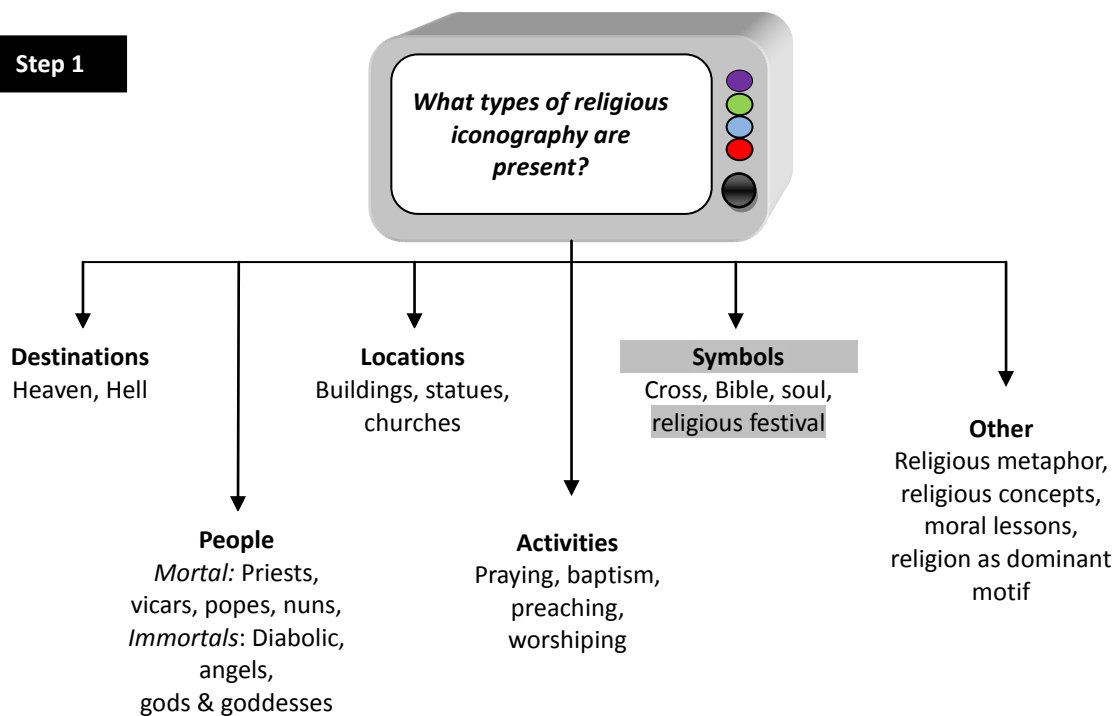 Step 1
What types of religious
iconography are
present?
Destinations
Heaven, Hell
Locations
Buildings, statues,
churches
Symbols
Cross, Bible, soul,
religious festival
Other
Religious metaphor,
religious concepts,
moral lessons,
religion as dominant
motif
People
Mortal: Priests,
vicars, popes, nuns,
Immortals: Diabolic,
angels,
gods & goddesses
Activities
Praying, baptism,
preaching,
worshiping